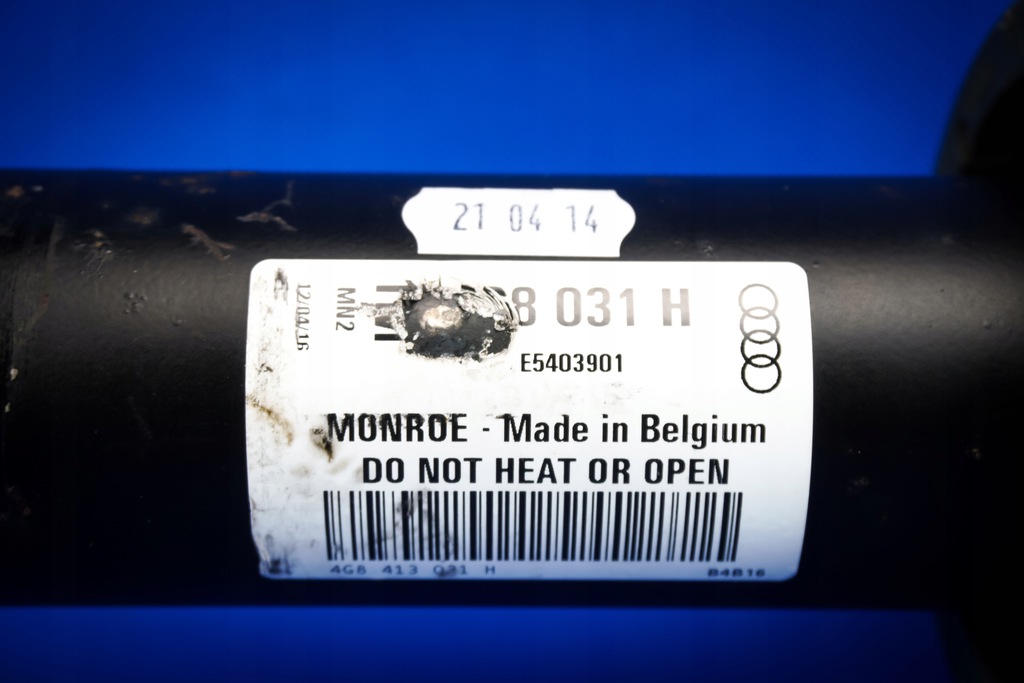 21 04 14
12/04/16
MN2
8 031 H
E5403901
MONROE - Made in Belgium
DO NOT HEAT OR OPEN
4G8 413 031 H
B4B16